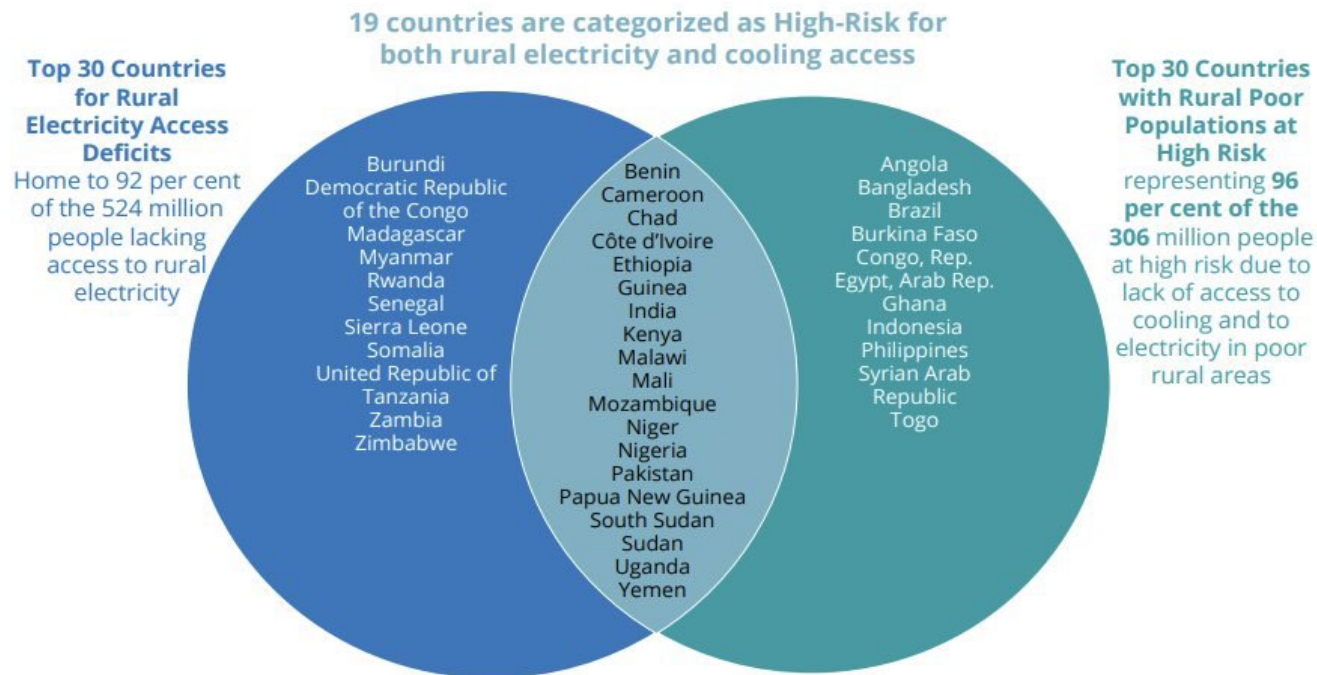 19 countries are categorized as High-Risk for
both rural electricity and cooling access
Top 30 Countries
for Rural
Electricity Access
Deficits
Home to 92 per cent
of the 524 million
people lacking
access to rural
electricity
Burundi
Democratic Republic
of the Congo
Madagascar
Myanmar
Rwanda
Senegal
Sierra Leone
Somalia
United Republic of
Tanzania
Zambia
Zimbabwe
Benin
Cameroon
Chad
Côte d’Ivoire
Ethiopia
Guinea
India
Kenya
Malawi
Mali
Mozambique
Niger
Nigeria
Pakistan
Papua New Guinea
South Sudan
Sudan
Uganda
Yemen
Angola
Bangladesh
Brazil
Burkina Faso
Congo, Rep.
Egypt, Arab Rep.
Ghana
Indonesia
Philippines
Syrian Arab
Republic
Togo
Top 30 Countries
with Rural Poor
Populations at
High Risk
representing 96
per cent of the
306 million people
at high risk due to
lack of access to
cooling and to
electricity in poor
rural areas